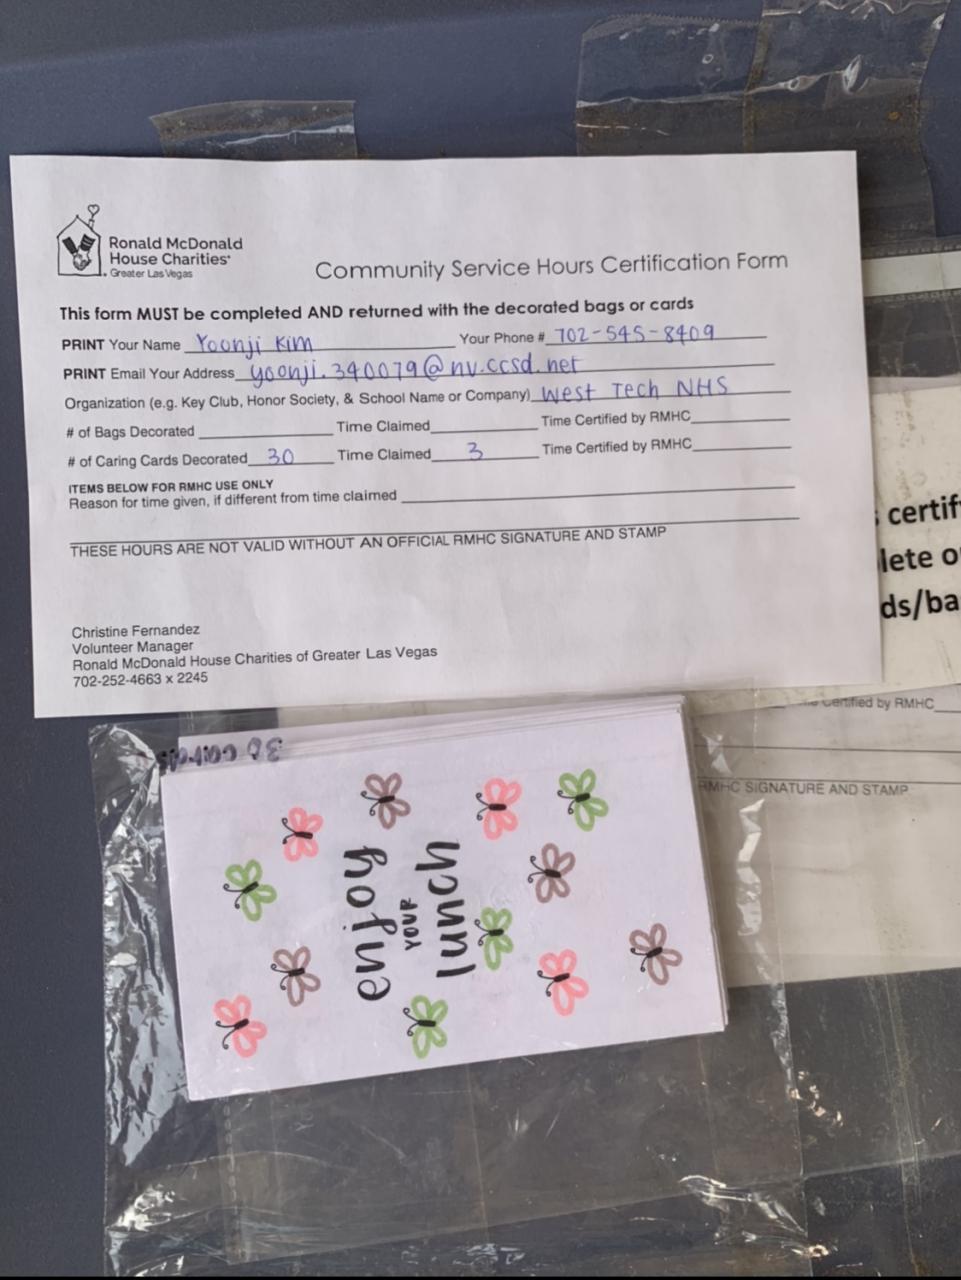 Ronald McDonald
House Charities
Greater Las Vegas
Community Service Hours Certification Form
This form MUST be completed AND returned with the decorated bags or cards
PRINT Your Name Yoonji Kim Your Phone # 702-545-8409
PRINT Email Your Address yoonji.340079@nv.ccsd.net
Organization (e.g. Key Club, Honor Society, & School Name or Company) West Tech NHS
# of Bags Decorated Time Claimed Time Certified by RMHC
# of Caring Cards Decorated 30 Time Claimed 3 Time Certified by RMHC
ITEMS BELOW FOR RMHC USE ONLY
Reason for time given, if different from time claimed
THESE HOURS ARE NOT VALID WITHOUT AN OFFICIAL RMHC SIGNATURE AND STAMP
Christine Fernandez
Volunteer Manager
Ronald McDonald House Charities of Greater Las Vegas
702-252-4663 x 2245
certif
lete o
ds/ba
Certified by RMHC
RMHC SIGNATURE AND STAMP
30 cards
enjoy
YOUR
lunch